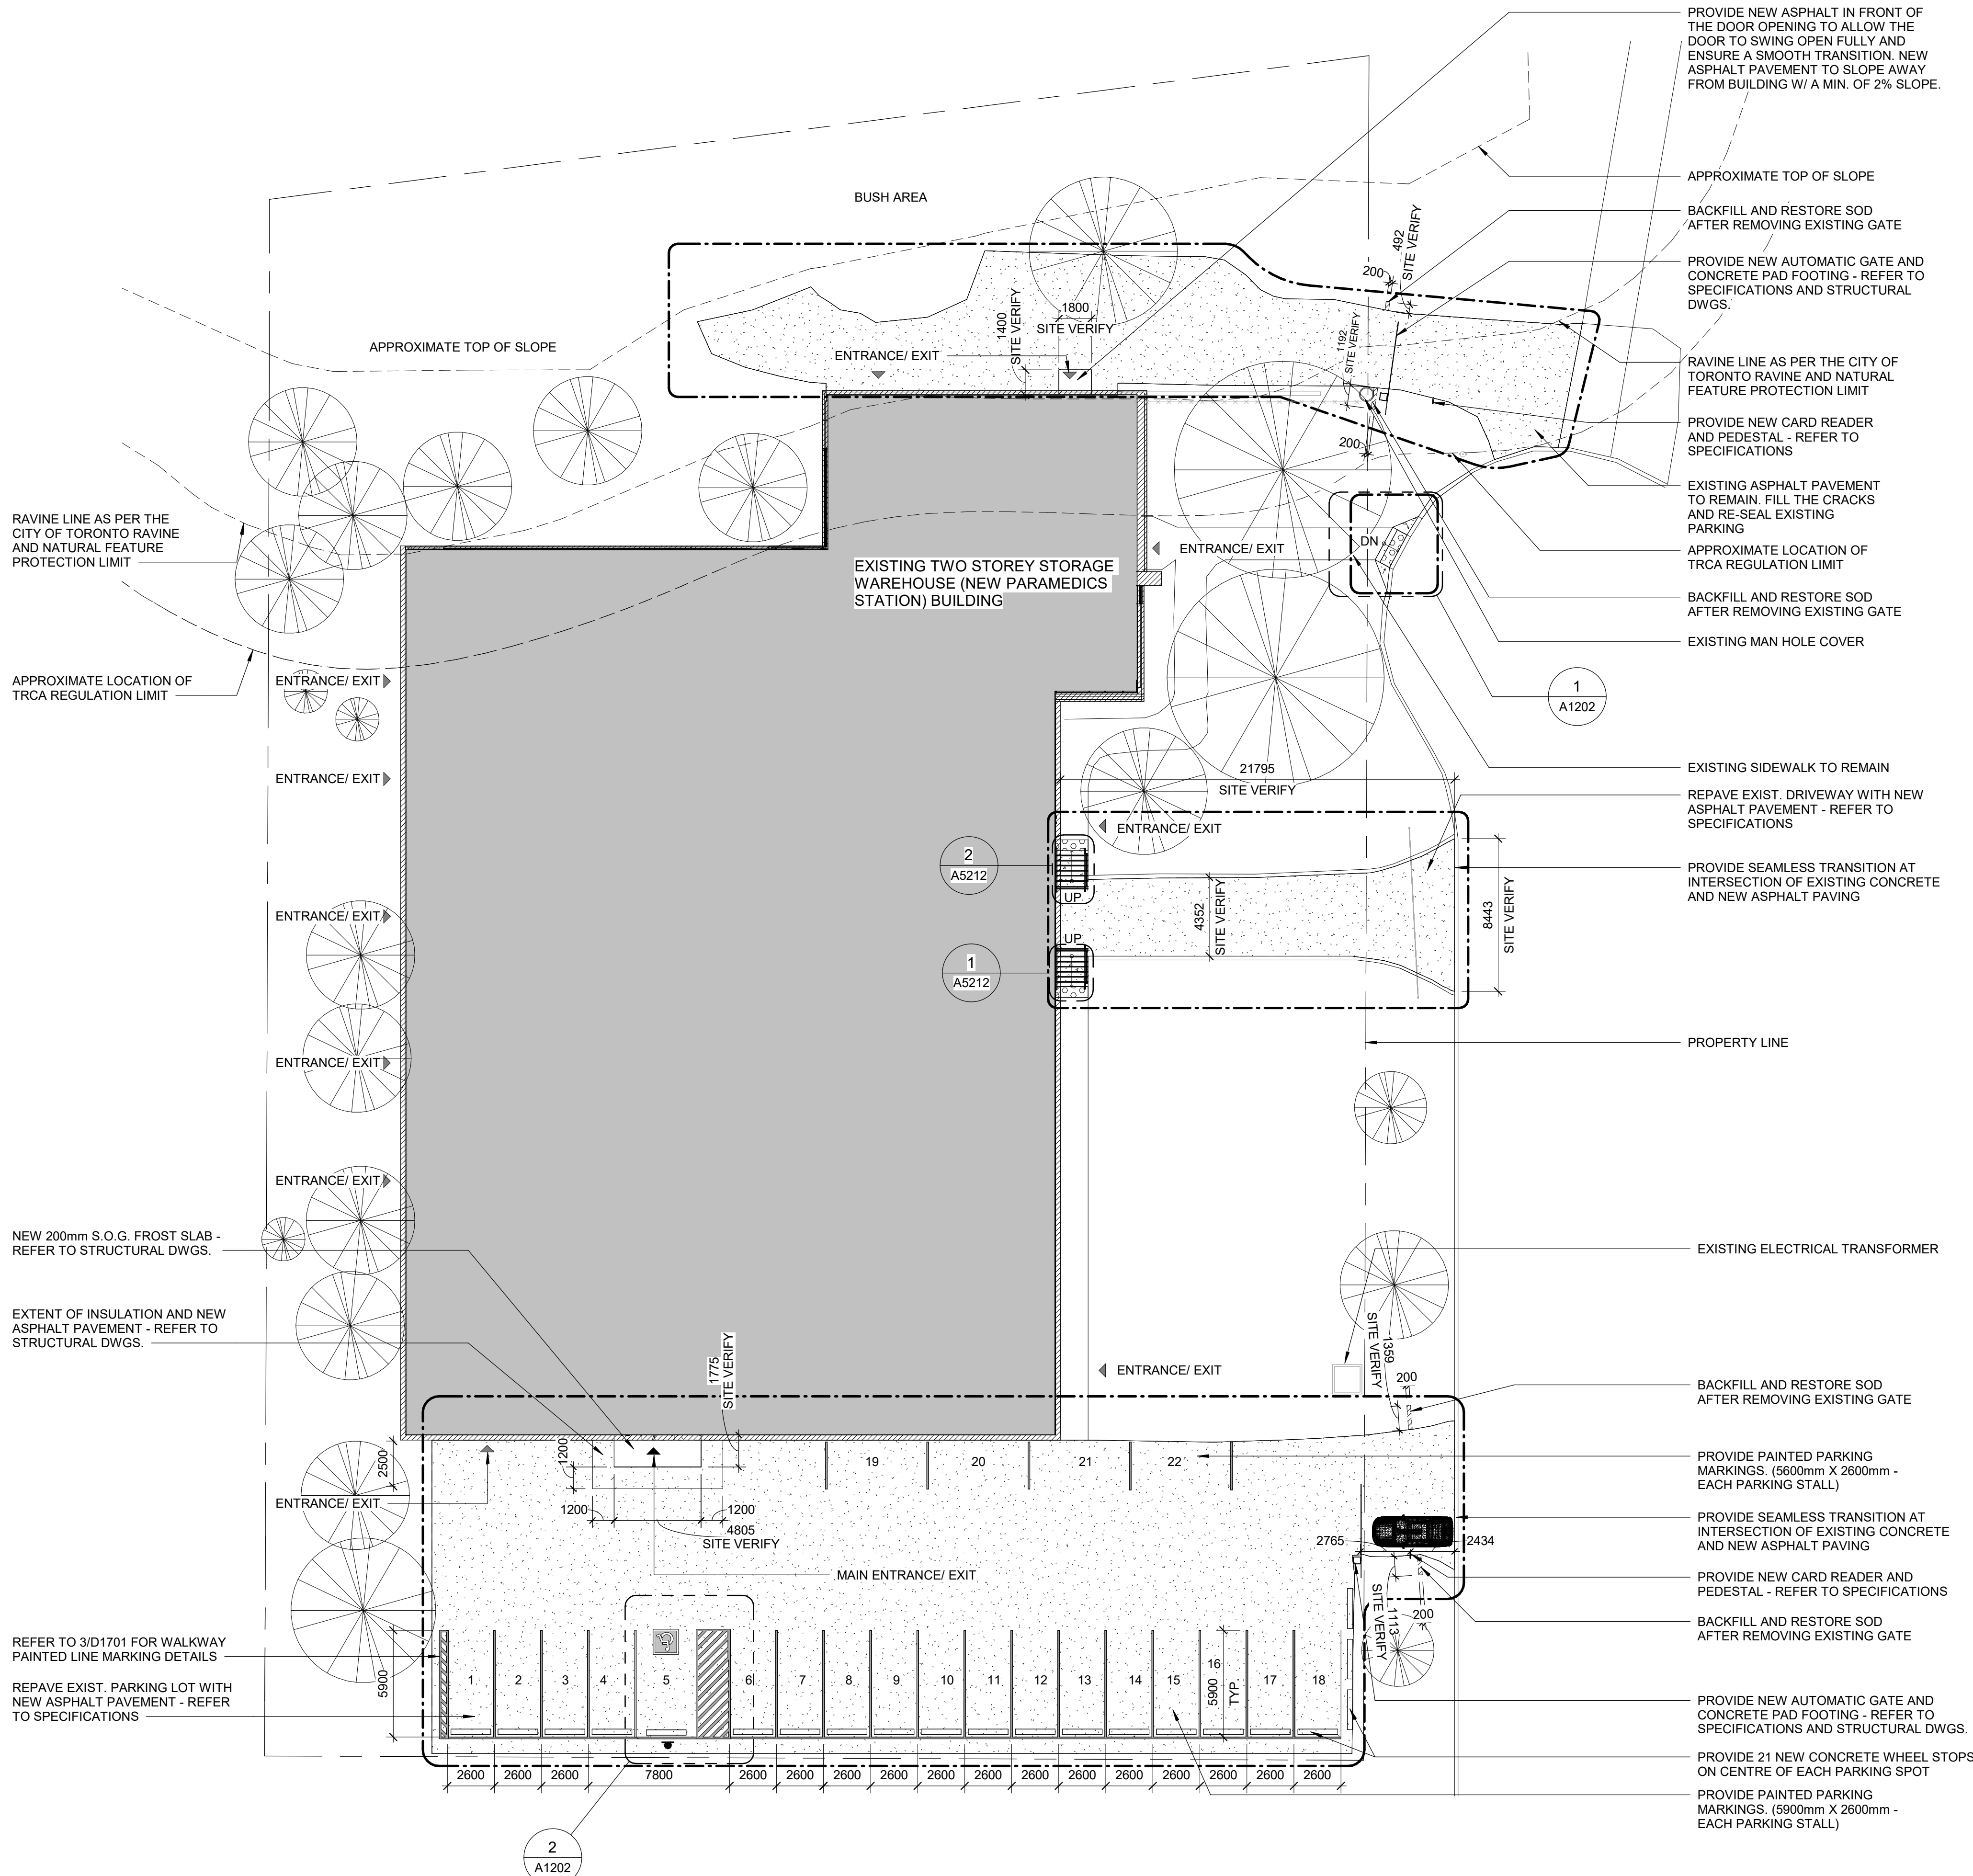 PROVIDE NEW ASPHALT IN FRONT OF
THE DOOR OPENING TO ALLOW THE
DOOR TO SWING OPEN FULLY AND
ENSURE A SMOOTH TRANSITION. NEW
ASPHALT PAVEMENT TO SLOPE AWAY
FROM BUILDING W/ A MIN. OF 2% SLOPE.
APPROXIMATE TOP OF SLOPE
BACKFILL AND RESTORE SOD
AFTER REMOVING EXISTING GATE
PROVIDE NEW AUTOMATIC GATE AND
CONCRETE PAD FOOTING - REFER TO
SPECIFICATIONS AND STRUCTURAL
DWGS.
RAVINE LINE AS PER THE CITY OF
TORONTO RAVINE AND NATURAL
FEATURE PROTECTION LIMIT
PROVIDE NEW CARD READER
AND PEDESTAL - REFER TO
SPECIFICATIONS
EXISTING ASPHALT PAVEMENT
TO REMAIN. FILL THE CRACKS
AND RE-SEAL EXISTING
PARKING
APPROXIMATE LOCATION OF
TRCA REGULATION LIMIT
BACKFILL AND RESTORE SOD
AFTER REMOVING EXISTING GATE
EXISTING MAN HOLE COVER
1
A1202
EXISTING SIDEWALK TO REMAIN
REPAVE EXIST. DRIVEWAY WITH NEW
ASPHALT PAVEMENT - REFER TO
SPECIFICATIONS
PROVIDE SEAMLESS TRANSITION AT
INTERSECTION OF EXISTING CONCRETE
AND NEW ASPHALT PAVING
PROPERTY LINE
EXISTING ELECTRICAL TRANSFORMER
BACKFILL AND RESTORE SOD
AFTER REMOVING EXISTING GATE
PROVIDE PAINTED PARKING
MARKINGS. (5600mm X 2600mm -
EACH PARKING STALL)
PROVIDE SEAMLESS TRANSITION AT
INTERSECTION OF EXISTING CONCRETE
AND NEW ASPHALT PAVING
PROVIDE NEW CARD READER AND
PEDESTAL - REFER TO SPECIFICATIONS
BACKFILL AND RESTORE SOD
AFTER REMOVING EXISTING GATE
PROVIDE NEW AUTOMATIC GATE AND
CONCRETE PAD FOOTING - REFER TO
SPECIFICATIONS AND STRUCTURAL DWGS.
PROVIDE 21 NEW CONCRETE WHEEL STOPS
ON CENTRE OF EACH PARKING SPOT
PROVIDE PAINTED PARKING
MARKINGS. (5900mm X 2600mm -
EACH PARKING STALL)
BUSH AREA
APPROXIMATE TOP OF SLOPE
492
SITE VERIFY
200
1400
SITE VERIFY
1800
SITE VERIFY
1192
SITE VERIFY
ENTRANCE/ EXIT
200
DN
ENTRANCE/ EXIT
EXISTING TWO STOREY STORAGE
WAREHOUSE (NEW PARAMEDICS
STATION) BUILDING
RAVINE LINE AS PER THE
CITY OF TORONTO RAVINE
AND NATURAL FEATURE
PROTECTION LIMIT
APPROXIMATE LOCATION OF
TRCA REGULATION LIMIT
ENTRANCE/ EXIT
ENTRANCE/ EXIT
ENTRANCE/ EXIT
ENTRANCE/ EXIT
ENTRANCE/ EXIT
21795
SITE VERIFY
ENTRANCE/ EXIT
2
A5212
UP
4352
SITE VERIFY
8443
SITE VERIFY
UP
1
A5212
NEW 200mm S.O.G. FROST SLAB -
REFER TO STRUCTURAL DWGS.
EXTENT OF INSULATION AND NEW
ASPHALT PAVEMENT - REFER TO
STRUCTURAL DWGS.
1775
SITE VERIFY
1359
SITE VERIFY
ENTRANCE/ EXIT
200
2500
1200
19
20
21
22
ENTRANCE/ EXIT
1200
1200
4805
SITE VERIFY
2765
2434
MAIN ENTRANCE/ EXIT
1113
SITE VERIFY
200
REFER TO 3/D1701 FOR WALKWAY
PAINTED LINE MARKING DETAILS
REPAVE EXIST. PARKING LOT WITH
NEW ASPHALT PAVEMENT - REFER
TO SPECIFICATIONS
5900
1
2
3
4
5
6
7
8
9
10
11
12
13
14
15
16
5900
TYP.
17
18
2600
2600
2600
7800
2600
2600
2600
2600
2600
2600
2600
2600
2600
2600
2600
2600
2600
2
A1202